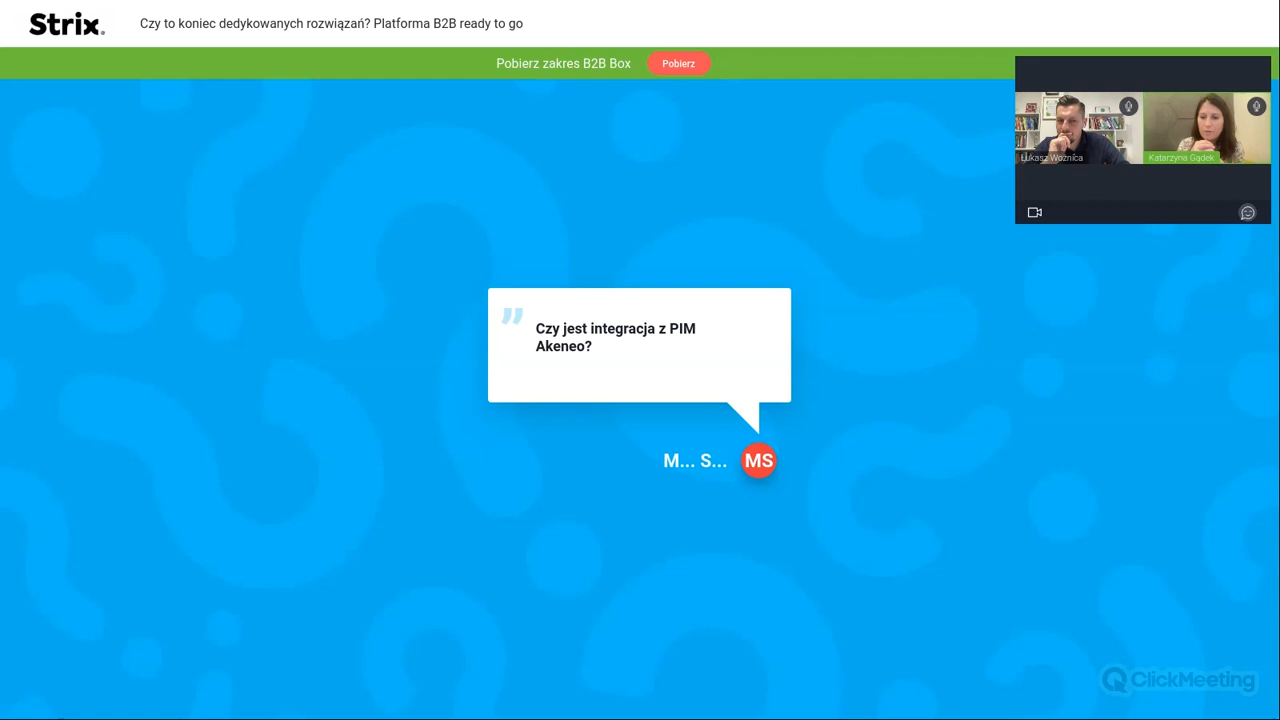 Strix
Czy to koniec dedykowanych rozwiązań? Platforma B2B ready to go
Pobierz zakres B2B Box
Pobierz
Łukasz Woźnica
Katarzyna Gądek
Czy jest integracja z PIM
Akeneo?
M... S...
MS
ClickMeeting